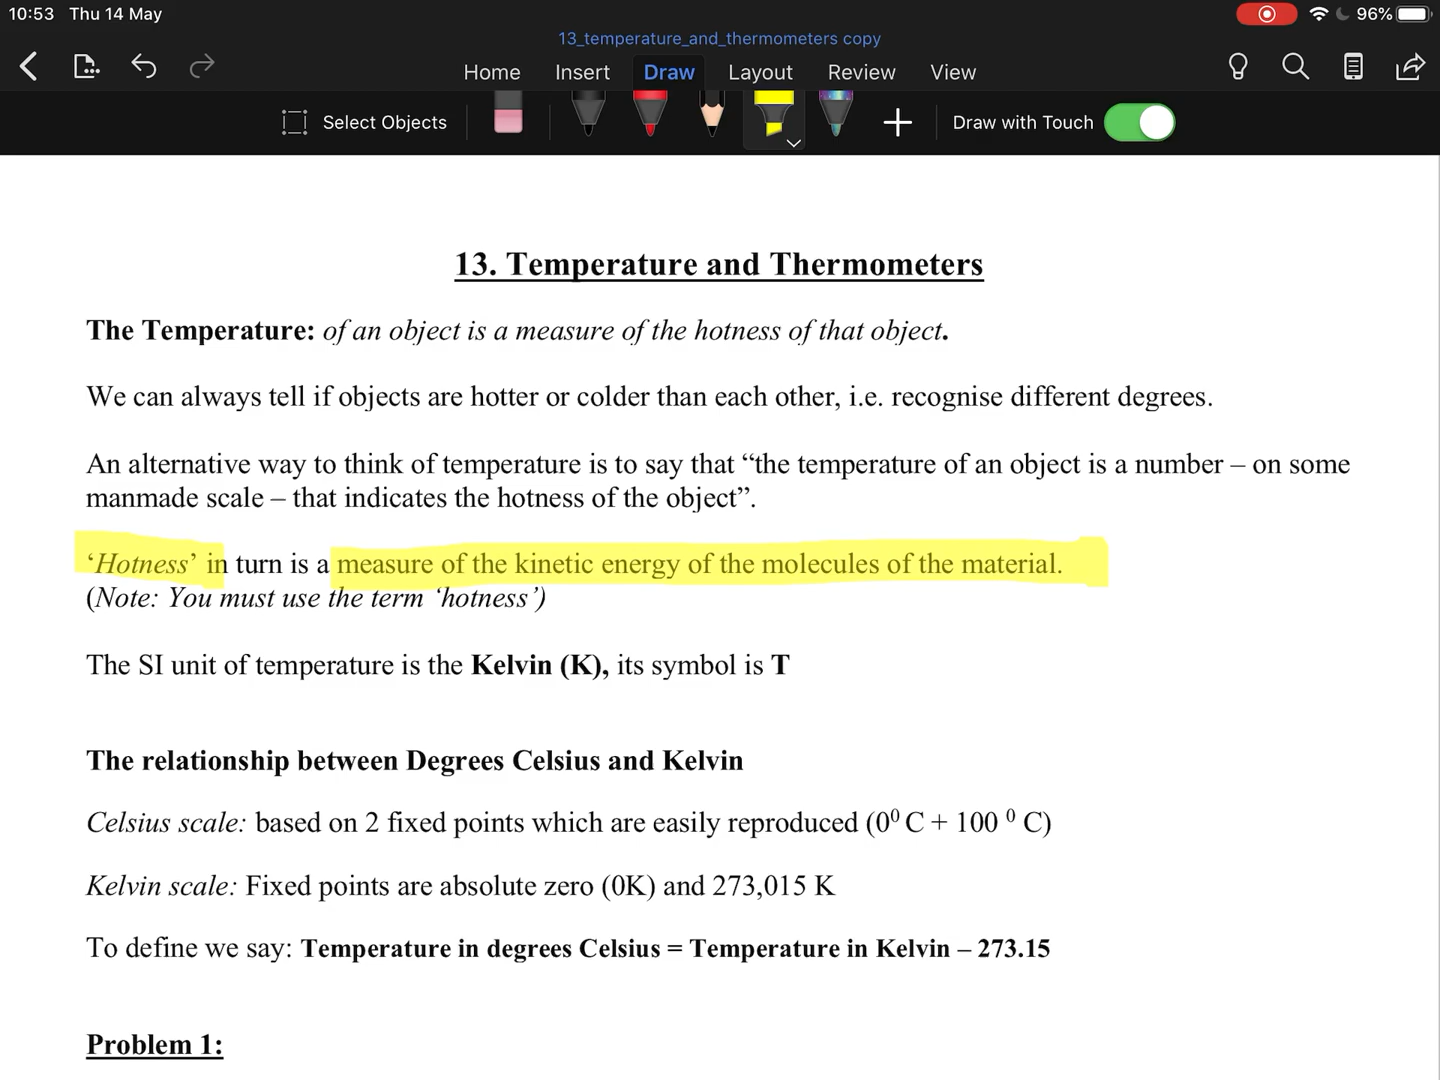 10:53 Thu 14 May 96%
13_temperature_and_thermometers copy
Home Insert Draw Layout Review View
Select Objects Draw with Touch
13. Temperature and Thermometers
The Temperature: of an object is a measure of the hotness of that object.
We can always tell if objects are hotter or colder than each other, i.e. recognise different degrees.
An alternative way to think of temperature is to say that “the temperature of an object is a number – on some
manmade scale – that indicates the hotness of the object”.
‘Hotness’ in turn is a measure of the kinetic energy of the molecules of the material.
(Note: You must use the term ‘hotness’)
The SI unit of temperature is the Kelvin (K), its symbol is T
The relationship between Degrees Celsius and Kelvin
Celsius scale: based on 2 fixed points which are easily reproduced (0⁰ C + 100 ⁰ C)
Kelvin scale: Fixed points are absolute zero (0K) and 273,015 K
To define we say: Temperature in degrees Celsius = Temperature in Kelvin – 273.15
Problem 1: